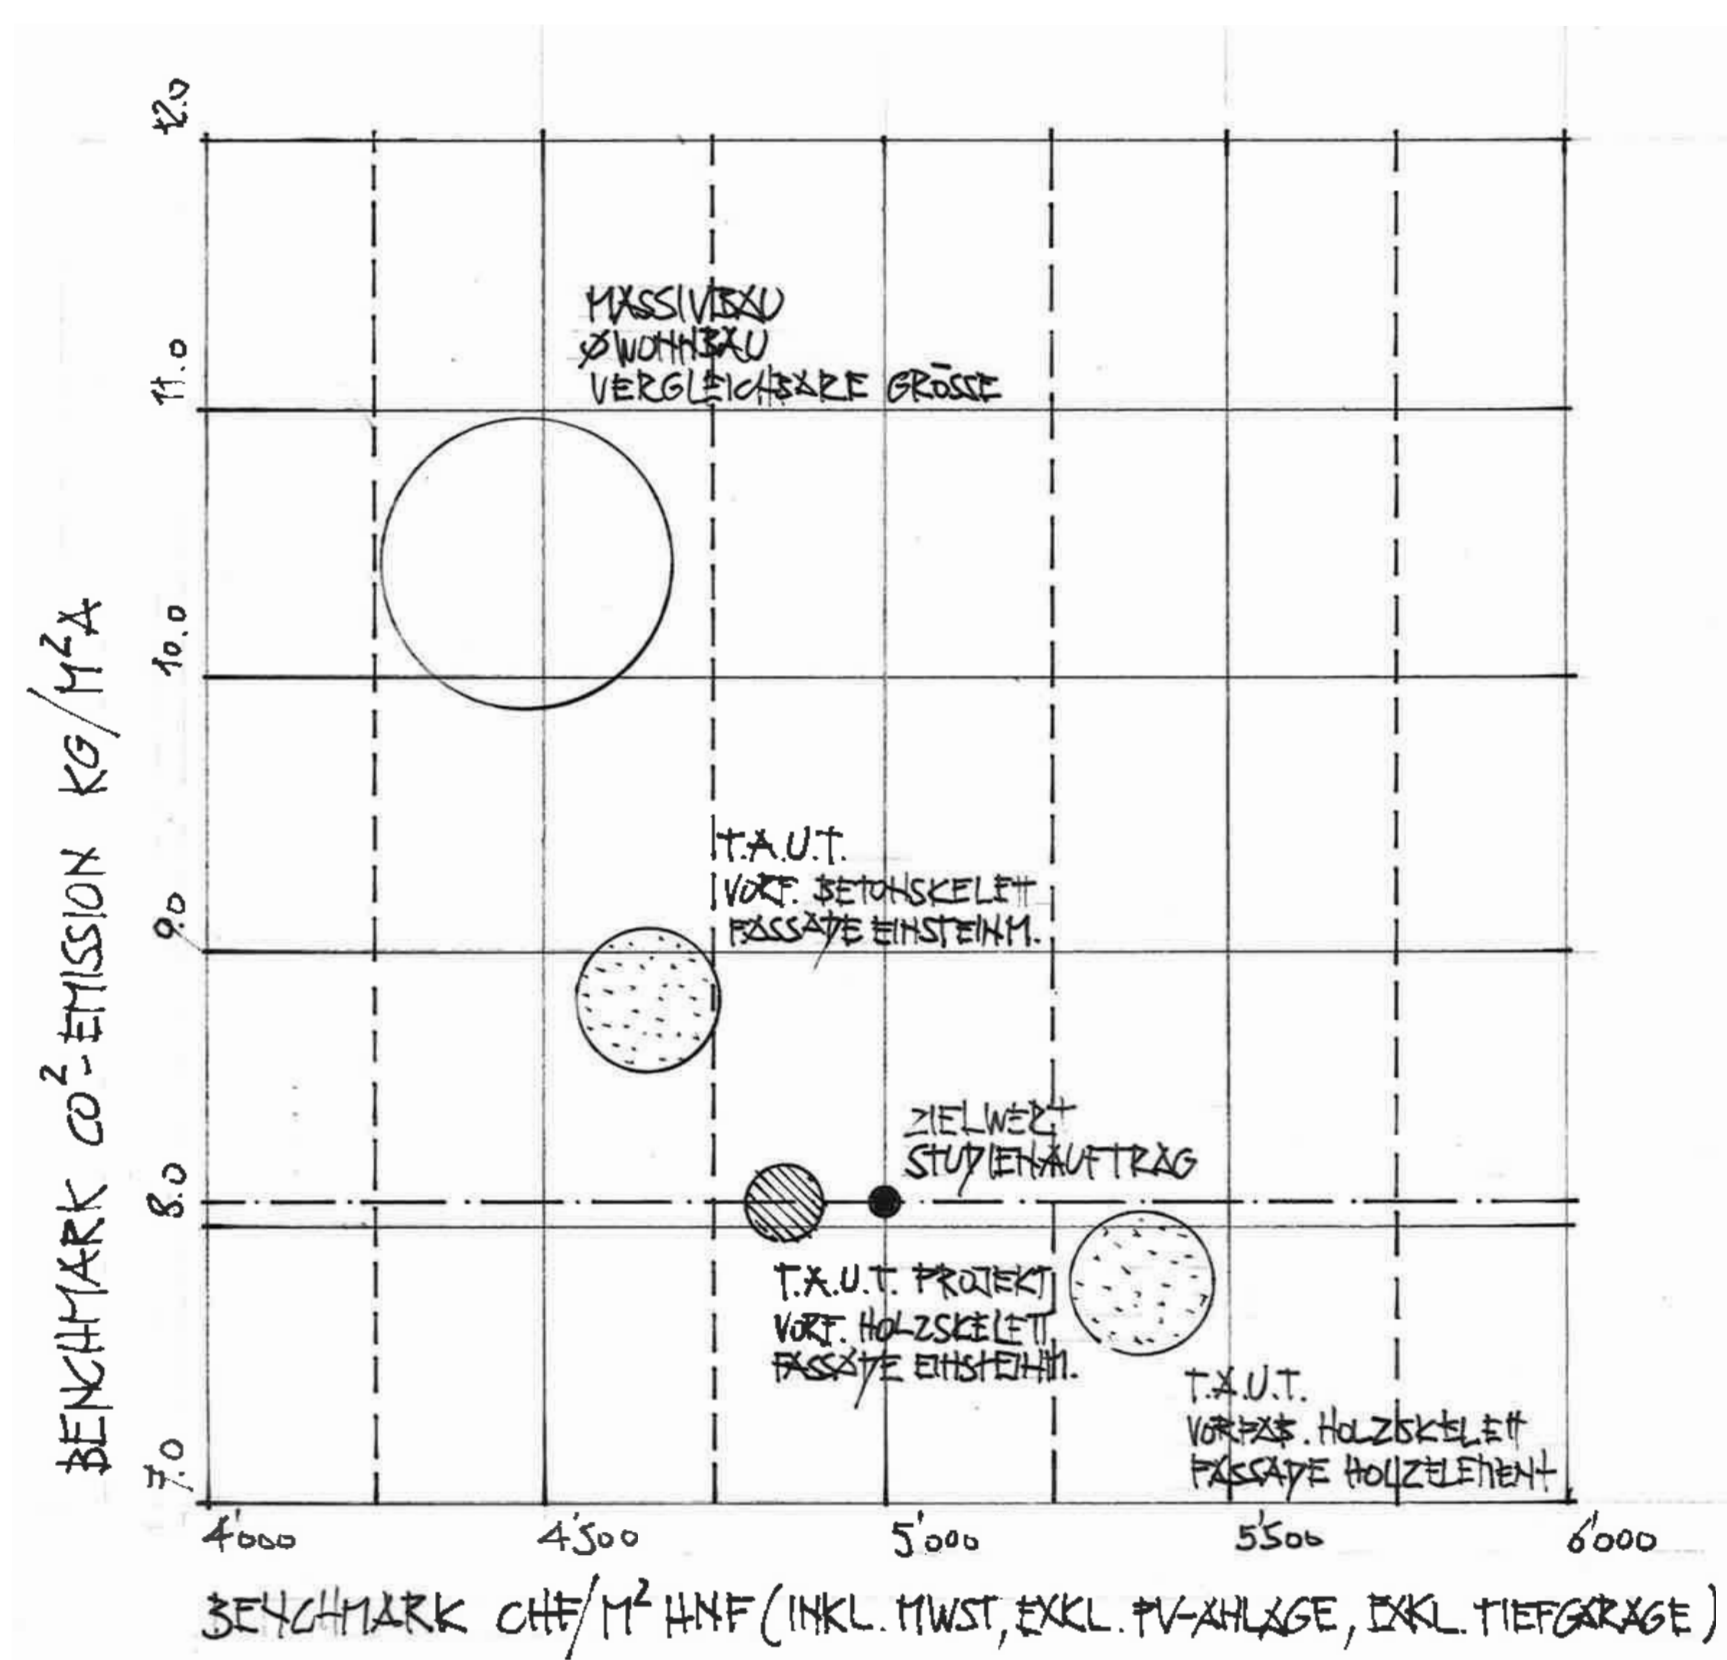 12.0
11.0
10.0
9.0
8.0
7.0
BENCHMARK CO²-EMISSION KG/M²A
MASSIVBAU
ØWOHNBAU
VERGLEICHBARE GRÖSSE
T.A.U.T.
VORF. BETONSKELETT
FASSADE EINSTEINM.
ZIELWERT
STUDIENAUFTRAG
T.A.U.T. PROJEKT
VORF. HOLZSKELETT
FASSADE EINSTEINM.
T.A.U.T.
VORFAB. HOLZSKELETT
FASSADE HOLZELEMENT
4'000 4'500 5'000 5'500 6'000
BENCHMARK CHF/M² HNF (INKL. MWST, EXKL. PV-ANLAGE, EXKL. TIEFGARAGE)